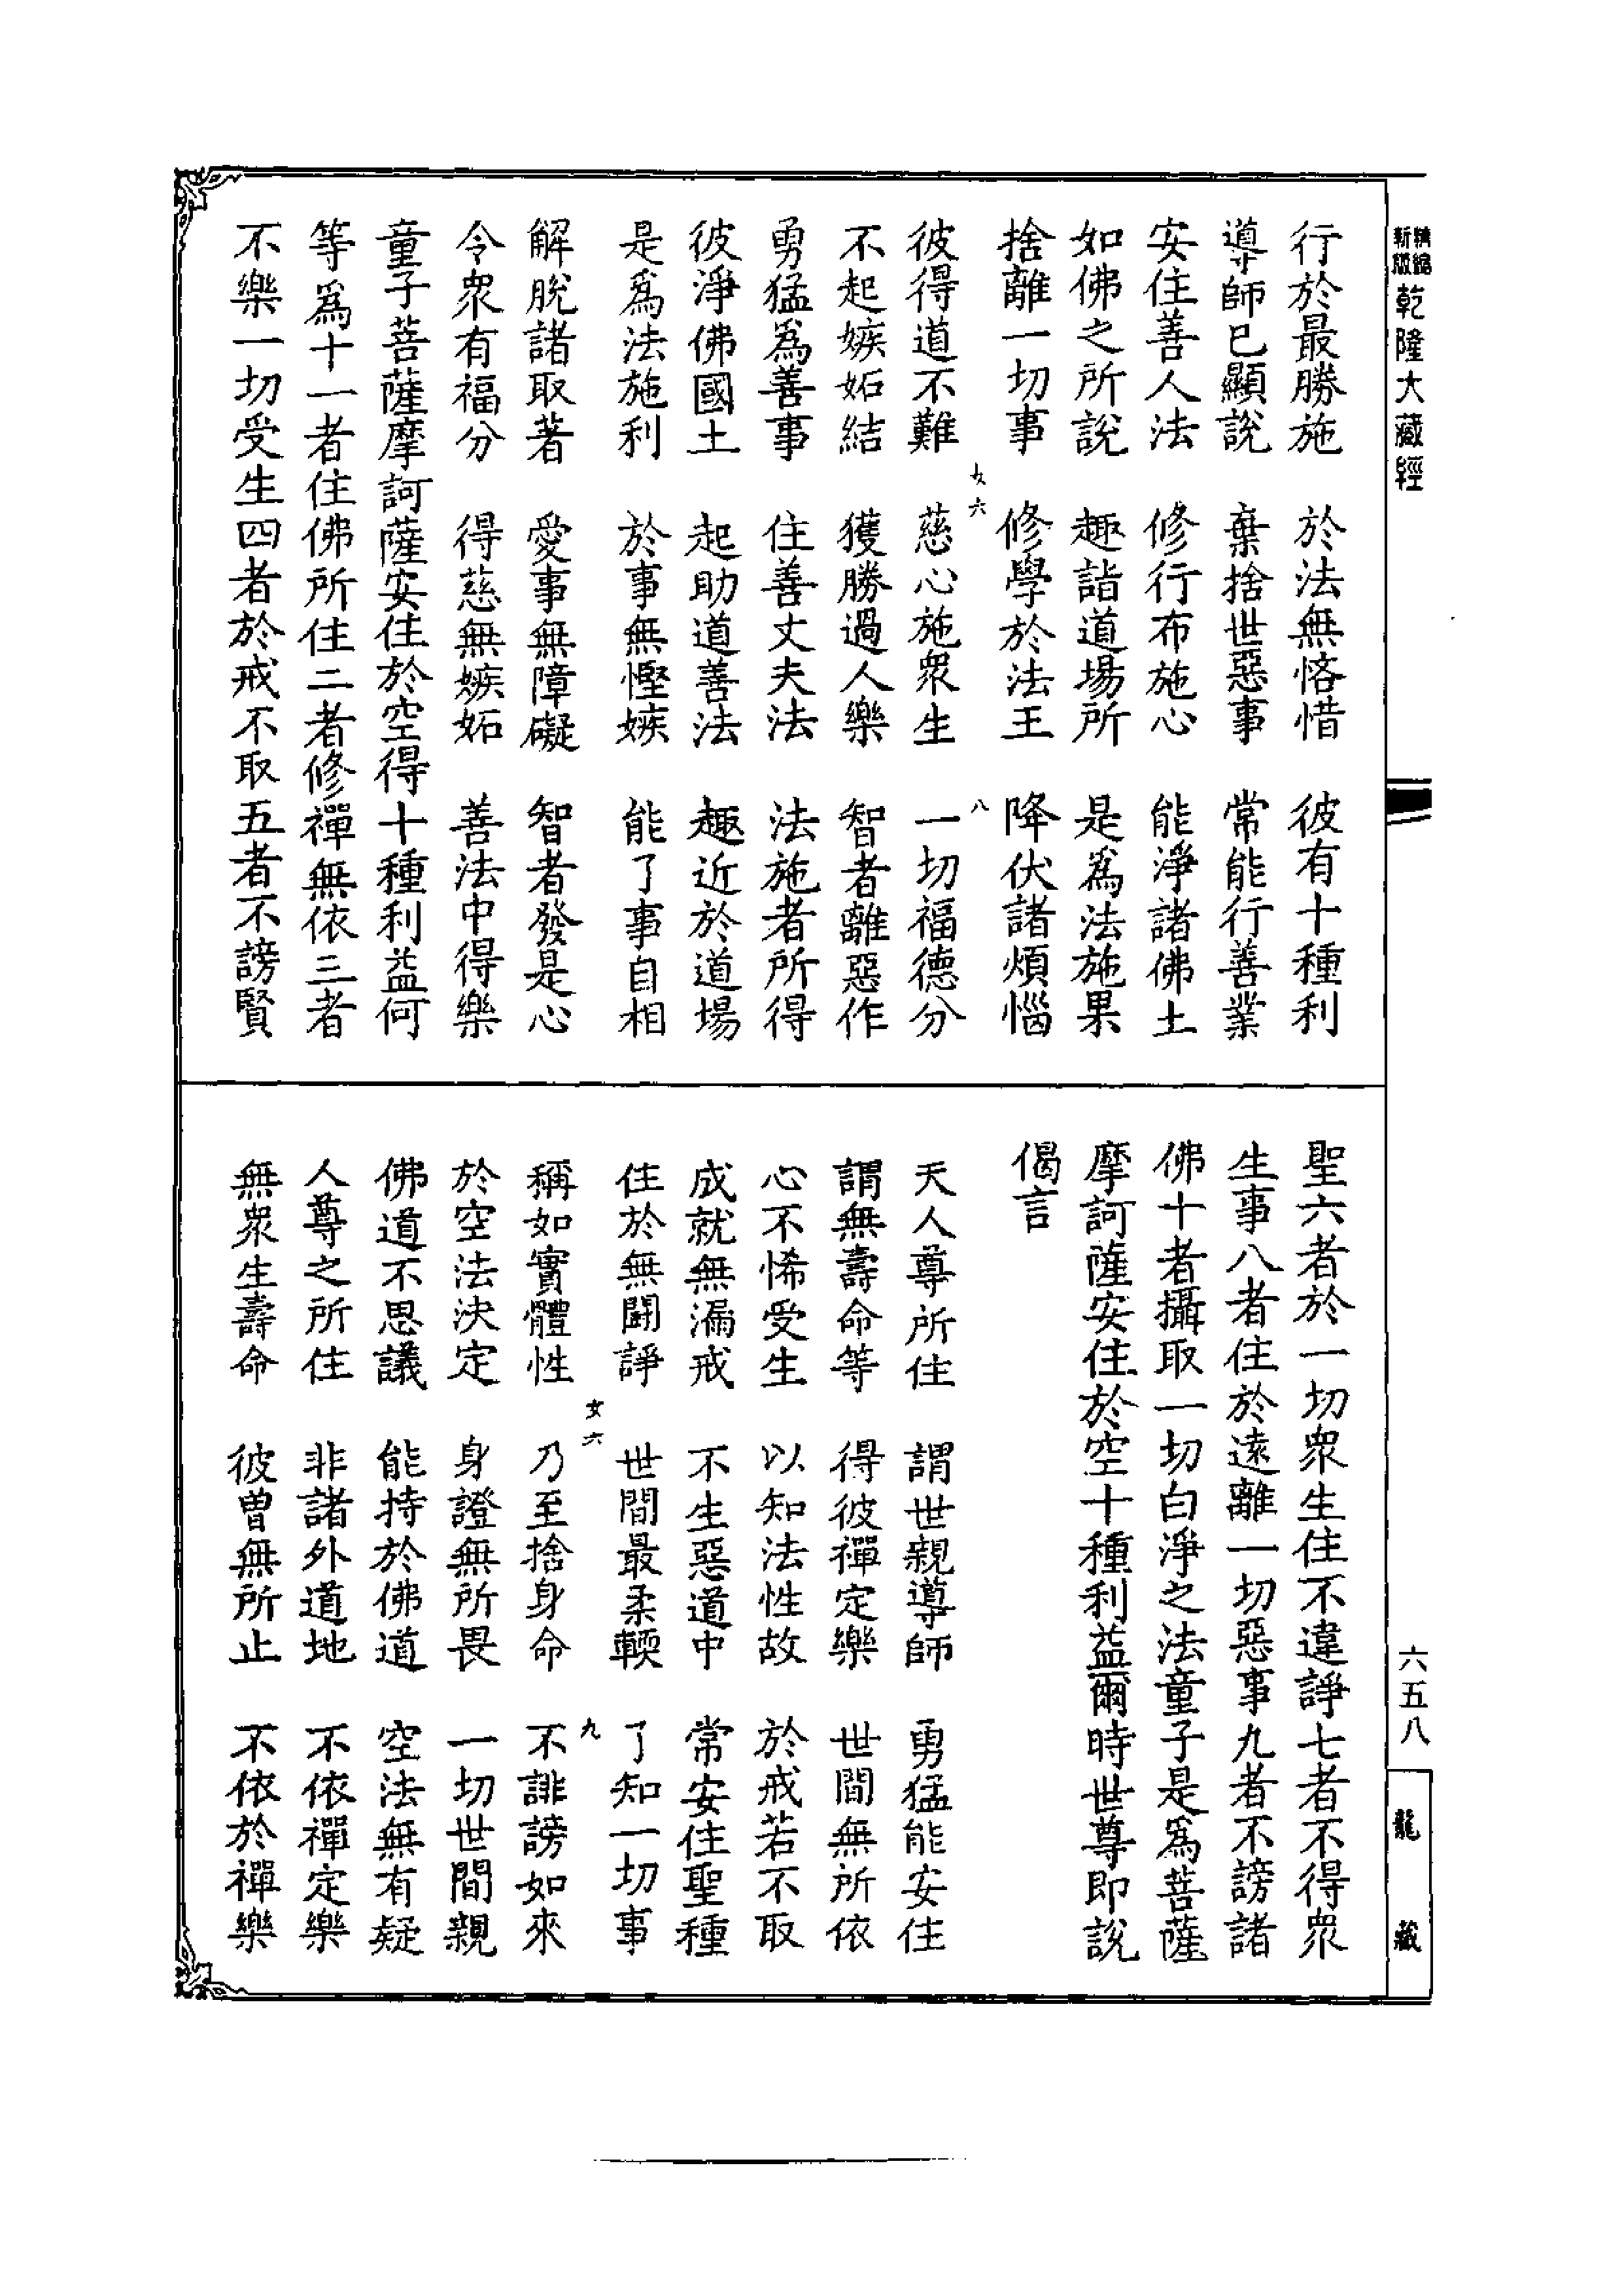 新編縮版 乾隆大藏經
行於最勝施 於法無悋惜 彼有十種利
導師已顯說 棄捨世惡事 常能行善業
安住善人法 修行布施心 能淨諸佛土
如佛之所說 趣詣道場所 是爲法施果
捨離一切事 修學於法王 降伏諸煩惱
女六 八
彼得道不難 慈心施衆生 一切福德分
不起嫉妬結 獲勝過人樂 智者離惡作
勇猛爲善事 住善丈夫法 法施者所得
彼淨佛國土 起助道善法 趣近於道場
是爲法施利 於事無慳嫉 能了事自相
解脫諸取著 愛事無障礙 智者發是心
令衆有福分 得慈無嫉妬 善法中得樂
童子菩薩摩訶薩安住於空得十種利益何
等爲十一者住佛所住二者修禪無依三者
不樂一切受生四者於戒不取五者不謗賢
聖六者於一切衆生住不違諍七者不得衆
生事八者住於遠離一切惡事九者不謗諸
佛十者攝取一切白淨之法童子是爲菩薩
摩訶薩安住於空十種利益爾時世尊即說
偈言
天人尊所住 謂世親導師 勇猛能安住
謂無壽命等 得彼禪定樂 世間無所依
心不悕受生 以知法性故 於戒若不取
成就無漏戒 不生惡道中 常安住聖種
住於無鬪諍 世間最柔輭 了知一切事
女六 九
稱如實體性 乃至捨身命 不誹謗如來
於空法決定 身證無所畏 一切世間親
佛道不思議 能持於佛道 空法無有疑
人尊之所住 非諸外道地 不依禪定樂
無衆生壽命 彼曾無所止 不依於禪樂
六五八
龍藏